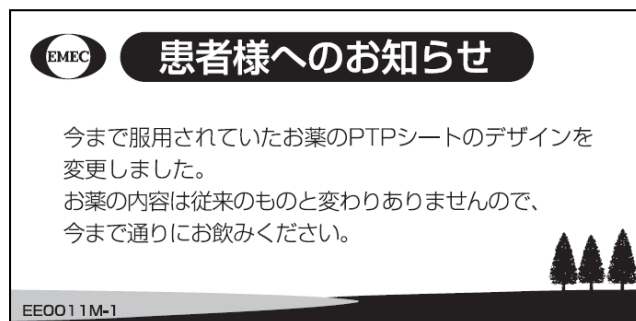 EMEC
患者様へのお知らせ
今まで服用されていたお薬のPTPシートのデザインを
変更しました。
お薬の内容は従来のものと変わりありませんので、
今まで通りにお飲みください。
EE0011M-1